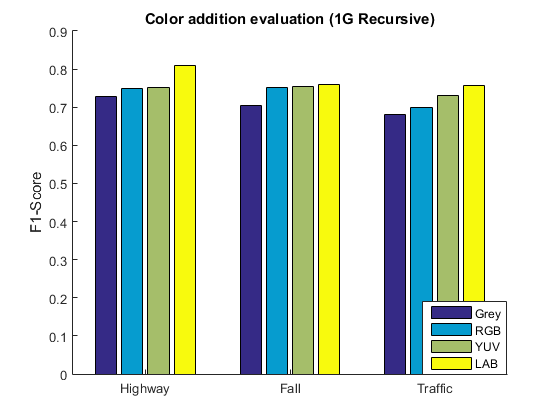 Color addition evaluation (1G Recursive)
0.9
0.8
0.7
0.6
0.5
0.4
0.3
0.2
0.1
0
F1-Score
Highway
Fall
Traffic
Grey
RGB
YUV
LAB